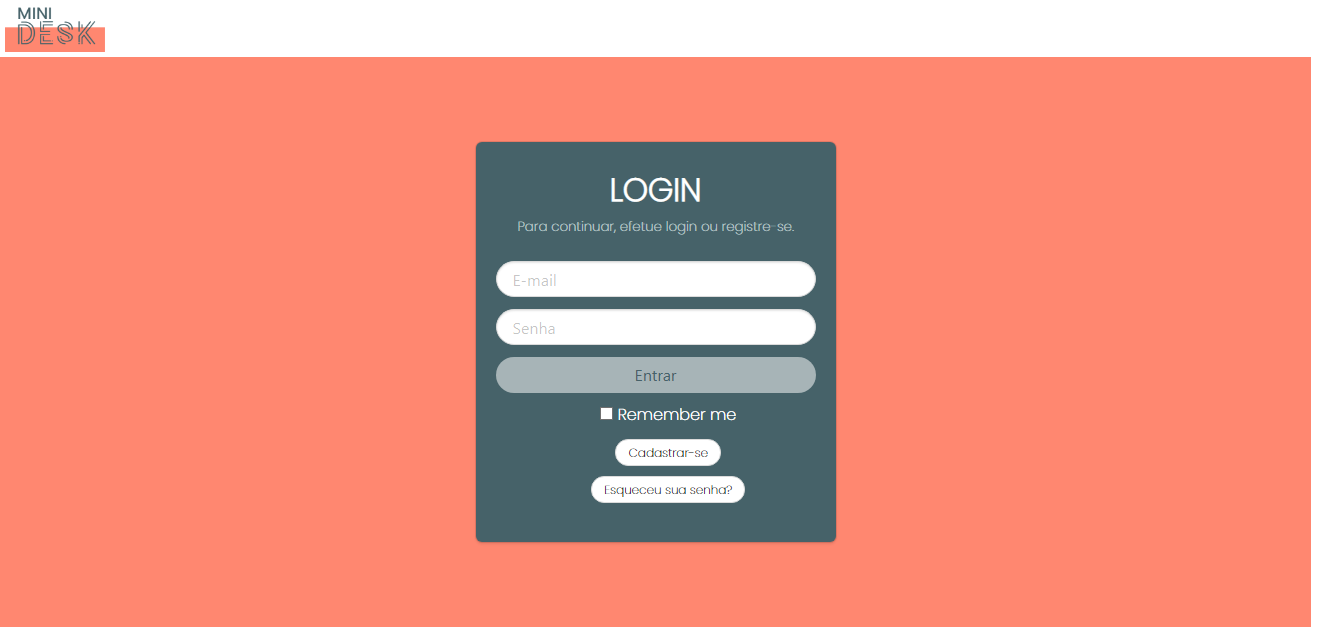 MINI
DESK
LOGIN
Para continuar, efetue login ou registre-se.
E-mail
Senha
Entrar
Remember me
Cadastrar-se
Esqueceu sua senha?